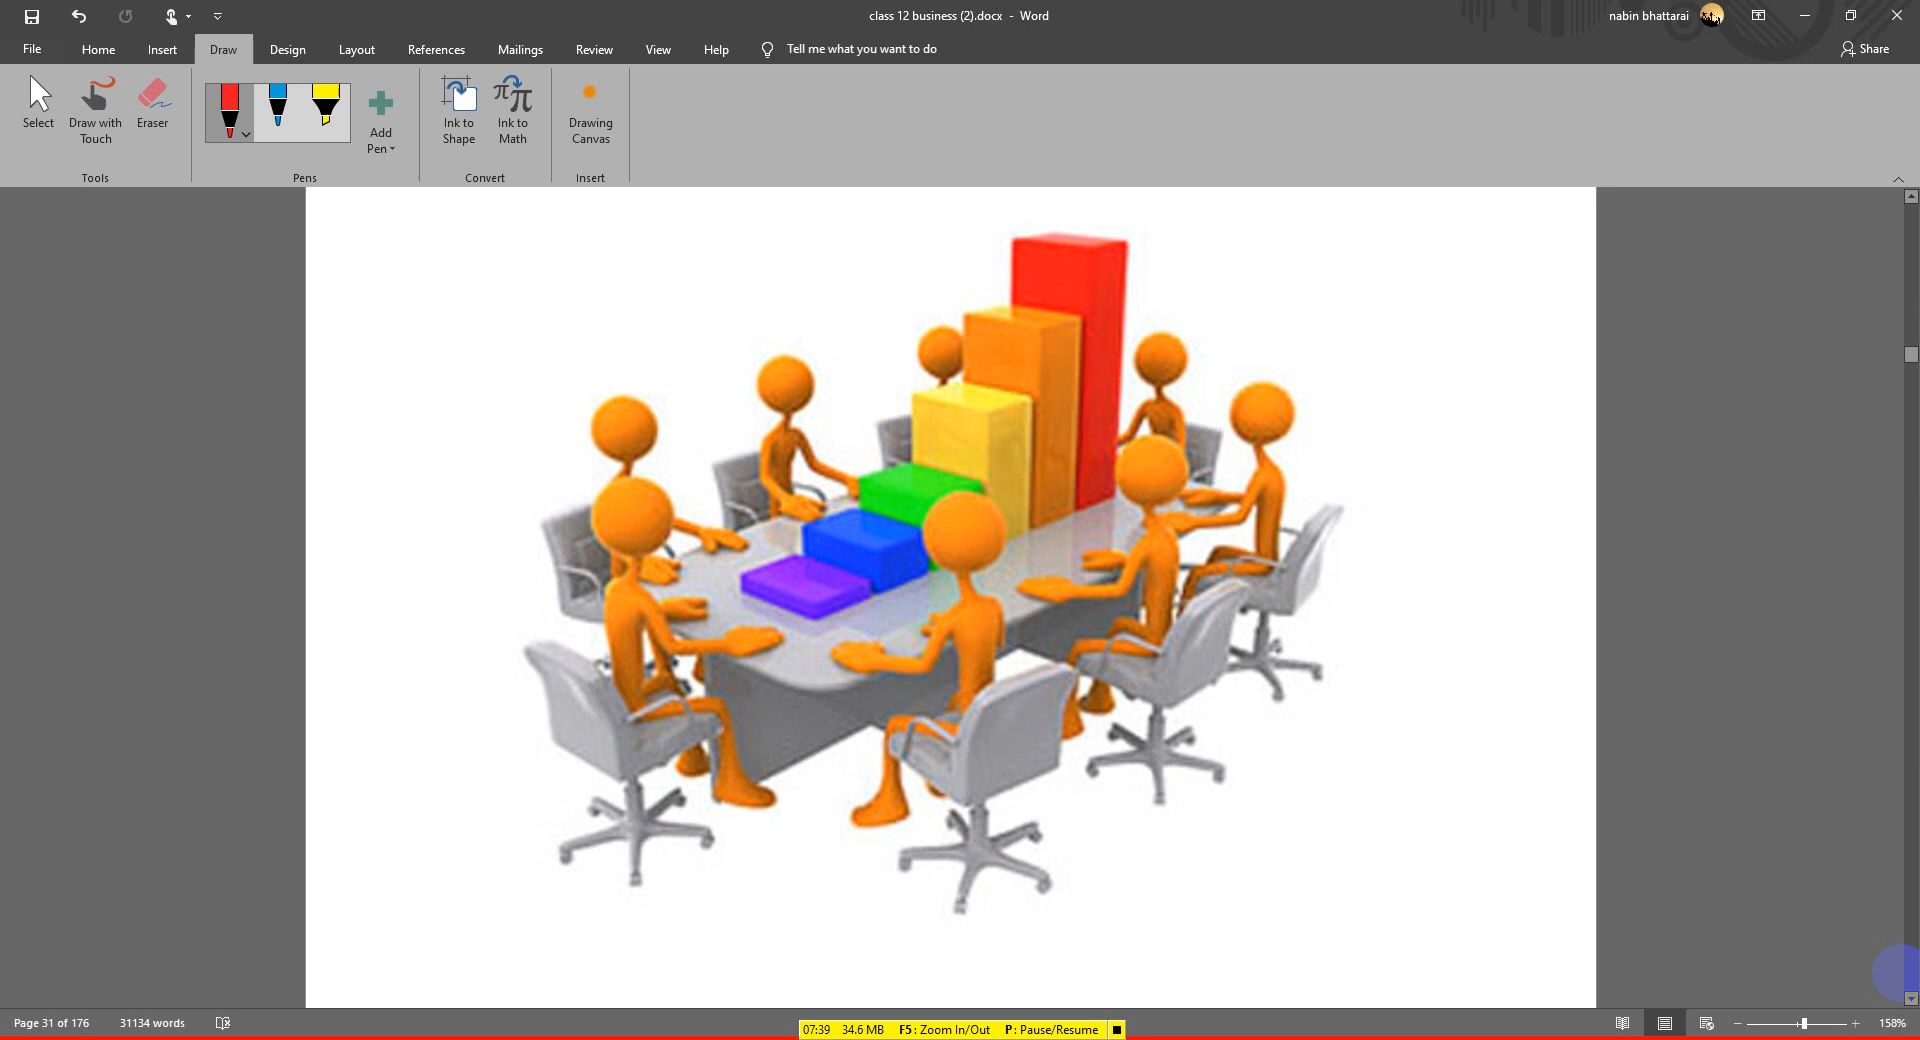 class 12 business (2).docx - Word
nabin bhattarai
File Home Insert Draw Design Layout References Mailings Review View Help Tell me what you want to do
Share
Select
Draw with Touch
Eraser
Add Pen
Ink to Shape
Ink to Math
Drawing Canvas
Tools Pens Convert Insert
Page 31 of 176 31134 words
07:39 34.6 MB F5: Zoom In/Out P: Pause/Resume
158%